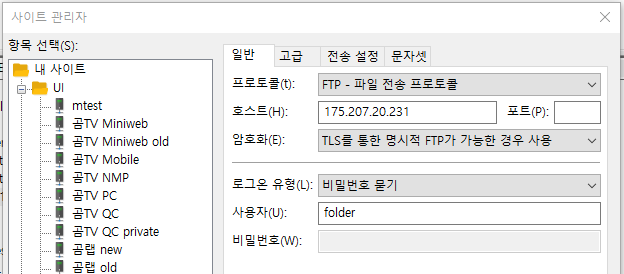 사이트 관리자
항목 선택(S):
내 사이트
UI
mtest
곰TV Miniweb
곰TV Miniweb old
곰TV Mobile
곰TV NMP
곰TV PC
곰TV QC
곰TV QC private
곰랩 new
곰랩 old
일반 고급 전송 설정 문자셋
프로토콜(t): FTP - 파일 전송 프로토콜
호스트(H): 175.207.20.231 포트(P):
암호화(E): TLS를 통한 명시적 FTP가 가능한 경우 사용
로그온 유형(L): 비밀번호 묻기
사용자(U): folder
비밀번호(W):